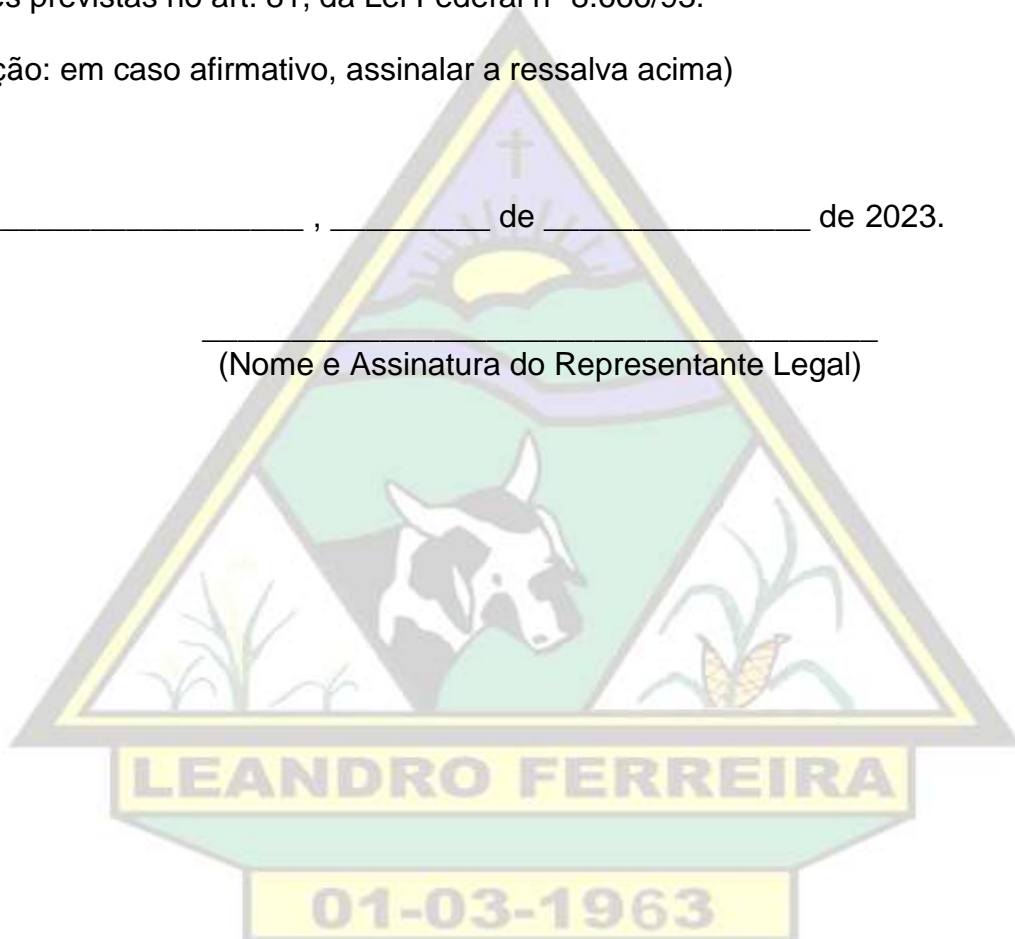 es previstas no art. 81, da Lei Federal nº 8.666/93.
ção: em caso afirmativo, assinalar a ressalva acima)
_________________ , _________ de _______________ de 2023.
______________________________________
(Nome e Assinatura do Representante Legal)
LEANDRO FERREIRA
01-03-1963